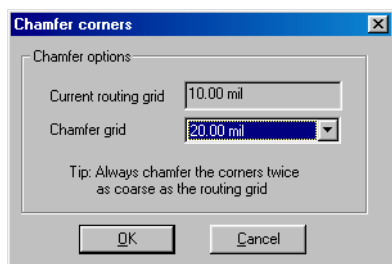 Chamfer corners
Chamfer options
Current routing grid 10.00 mil
Chamfer grid 20.00 mil
Tip: Always chamfer the corners twice
as coarse as the routing grid
OK Cancel